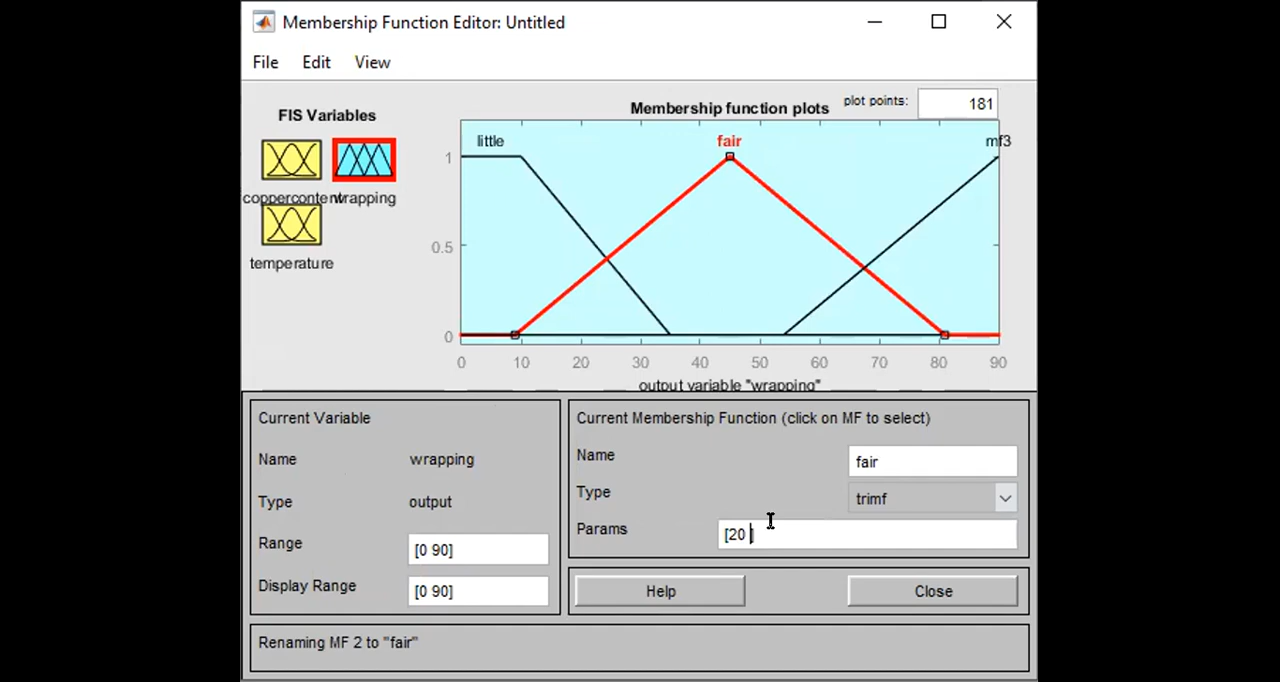 Membership Function Editor: Untitled
File Edit View
FIS Variables
Membership function plots
plot points:
181
coppercontent
wrapping
temperature
little
fair
mf3
1
0.5
0
0 10 20 30 40 50 60 70 80 90
output variable "wrapping"
Current Variable
Name wrapping
Type output
Range [0 90]
Display Range [0 90]
Current Membership Function (click on MF to select)
Name fair
Type trimf
Params [20 ]
Help
Close
Renaming MF 2 to "fair"